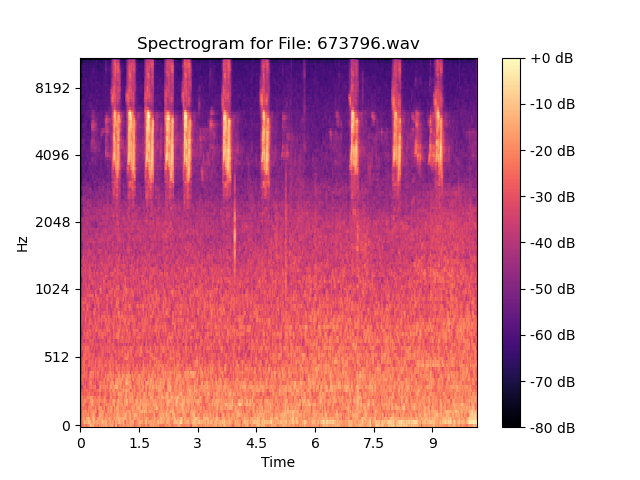 Spectrogram for File: 673796.wav
8192
4096
2048
1024
512
0
Hz
0 1.5 3 4.5 6 7.5 9
Time
+0 dB
-10 dB
-20 dB
-30 dB
-40 dB
-50 dB
-60 dB
-70 dB
-80 dB